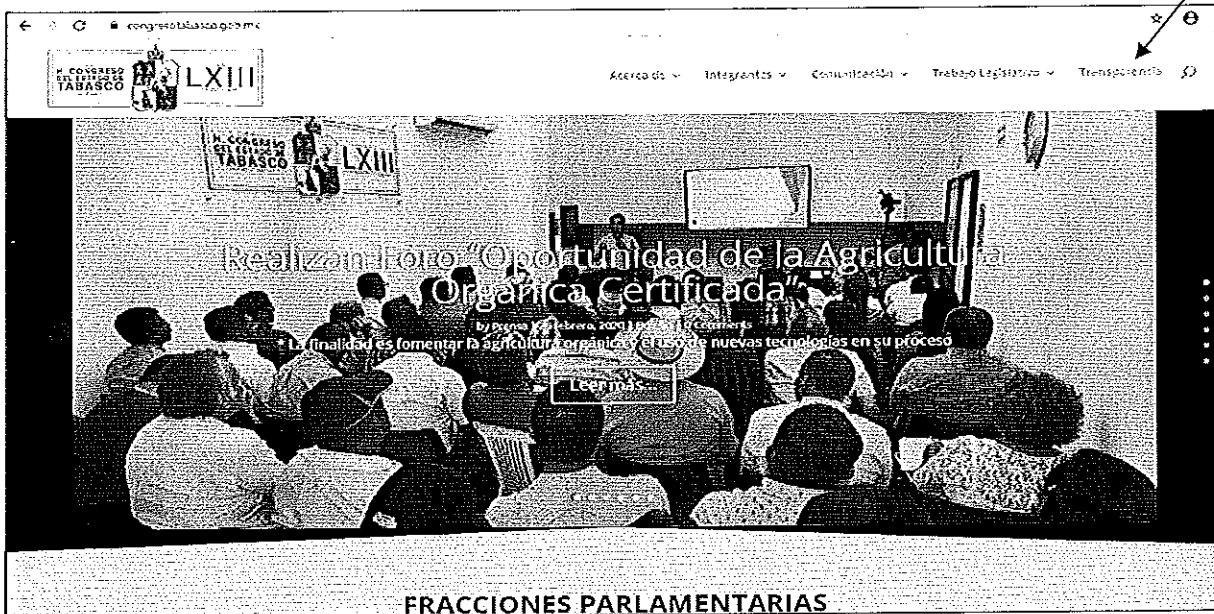 congresotabasco.gob.mx
H. CONGRESO
DEL ESTADO DE
TABASCO
LXIII
Acerca de
Integrantes
Comunicación
Trabajo Legislativo
Transparencia
H. CONGRESO
DEL ESTADO DE
TABASCO
LXIII
Realizan Foro "Oportunidad de la Agricultura
Orgánica Certificada"
by Prensa febrero, 2020 Comments
* La finalidad es fomentar la agricultura orgánica y el uso de nuevas tecnologías en su proceso
Leer más
FRACCIONES PARLAMENTARIAS